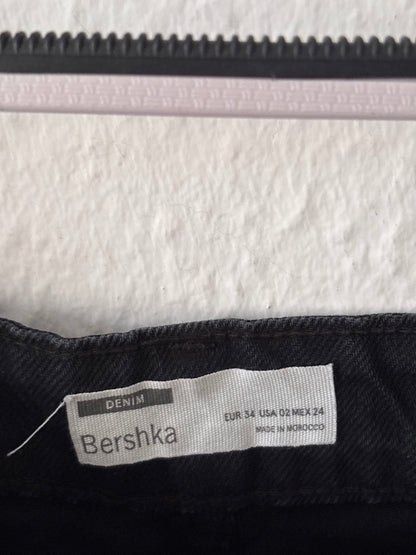 DENIM
Bershka
EUR 34 USA 02 MEX 24
MADE IN MOROCCO